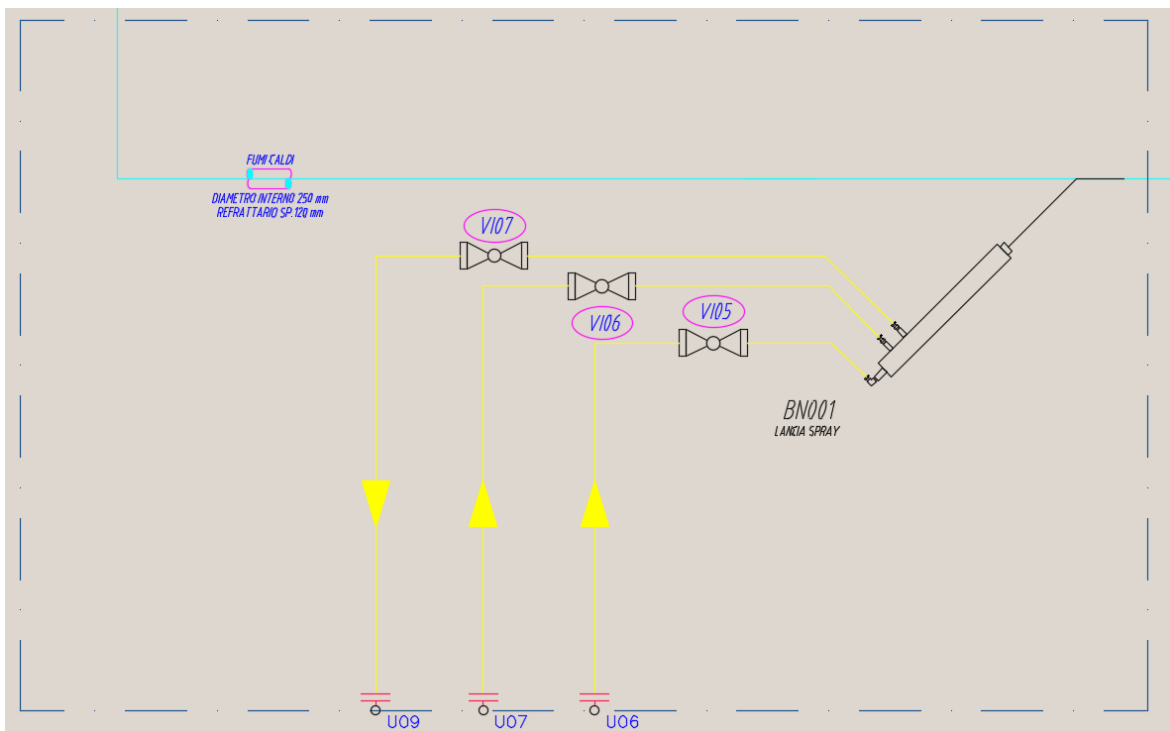 FUMI CALDI
DIAMETRO INTERNO 250 mm
REFRATTARIO SP. 120 mm
VI07
VI06
VI05
BN001
LANCIA SPRAY
U09
U07
U06